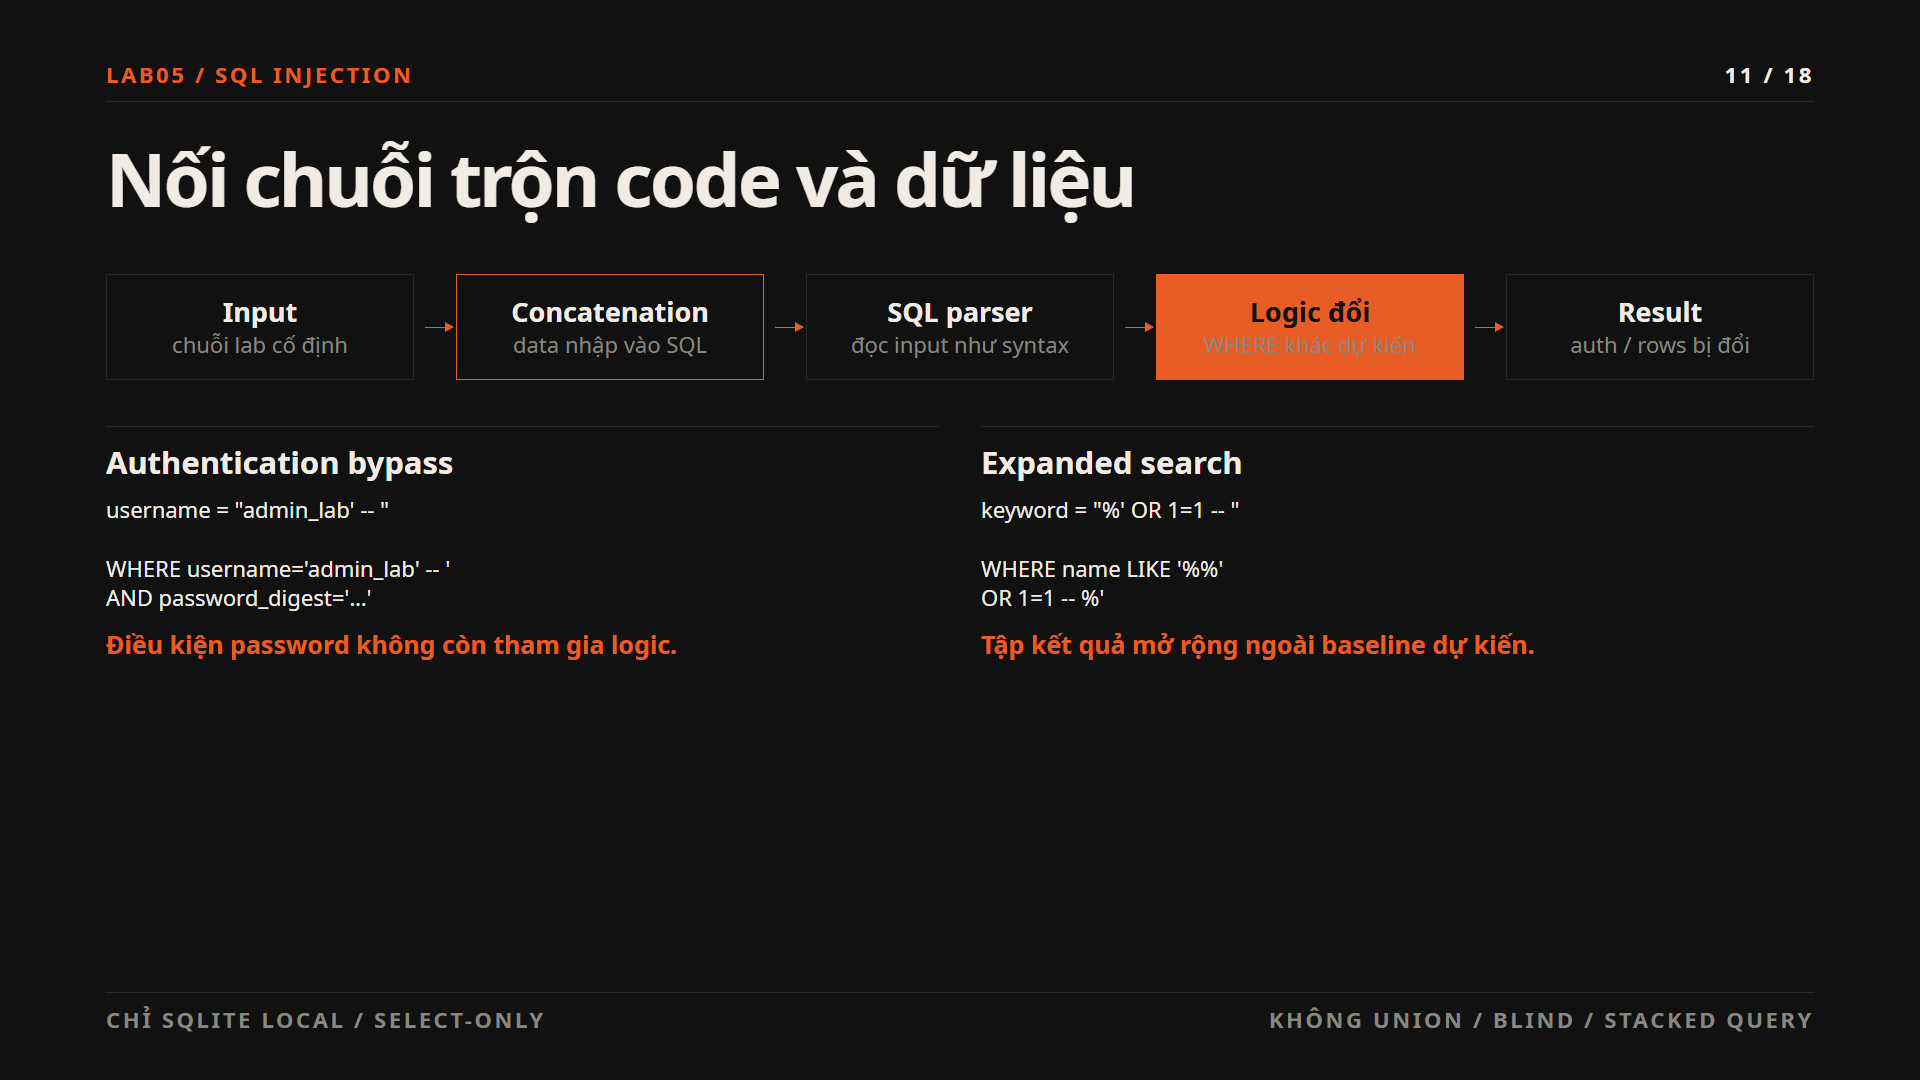 LAB05 / SQL INJECTION
11 / 18
Nối chuỗi trộn code và dữ liệu
Input
chuỗi lab cố định
Concatenation
data nhập vào SQL
SQL parser
đọc input như syntax
Logic đổi
WHERE khác dự kiến
Result
auth / rows bị đổi
Authentication bypass
username = "admin_lab' -- "
WHERE username='admin_lab' -- '
AND password_digest='...'
Điều kiện password không còn tham gia logic.
Expanded search
keyword = "%' OR 1=1 -- "
WHERE name LIKE '%%'
OR 1=1 -- %'
Tập kết quả mở rộng ngoài baseline dự kiến.
CHỈ SQLITE LOCAL / SELECT-ONLY
KHÔNG UNION / BLIND / STACKED QUERY